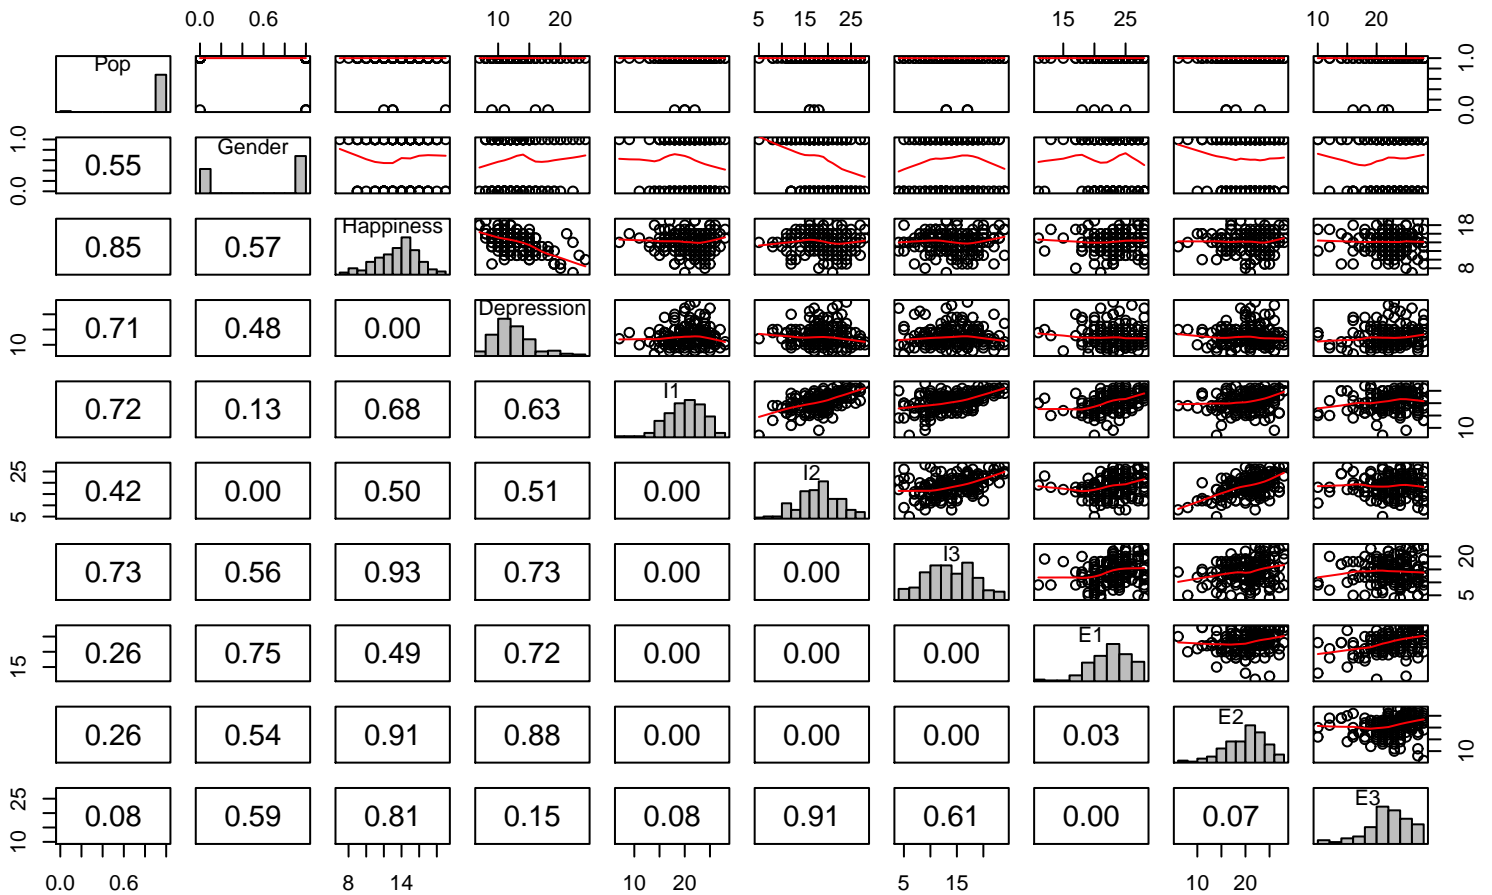 0.0 0.6 10 20 5 15 25 15 25 10 20
Pop 0.0 1.0
0.0 1.0 0.55 Gender
0.85 0.57 Happiness 8 18
10 0.71 0.48 0.00 Depression
0.72 0.13 0.68 0.63 I1 10
5 25 0.42 0.00 0.50 0.51 0.00 I2
0.73 0.56 0.93 0.73 0.00 0.00 I3 5 20
15 0.26 0.75 0.49 0.72 0.00 0.00 0.00 E1
0.26 0.54 0.91 0.88 0.00 0.00 0.00 0.03 E2 10
10 25 0.08 0.59 0.81 0.15 0.08 0.91 0.61 0.00 0.07 E3
0.0 0.6 8 14 10 20 5 15 10 20